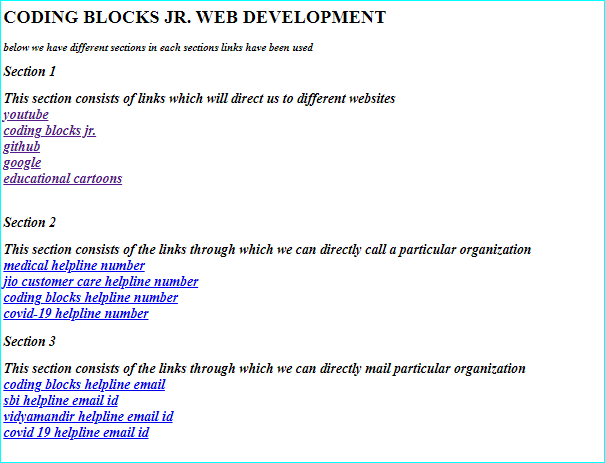 CODING BLOCKS JR. WEB DEVELOPMENT
below we have different sections in each sections links have been used
Section 1
This section consists of links which will direct us to different websites
youtube
coding blocks jr.
github
google
educational cartoons
Section 2
This section consists of the links through which we can directly call a particular organization
medical helpline number
jio customer care helpline number
coding blocks helpline number
covid-19 helpline number
Section 3
This section consists of the links through which we can directly mail particular organization
coding blocks helpline email
sbi helpline email id
vidyamandir helpline email id
covid 19 helpline email id